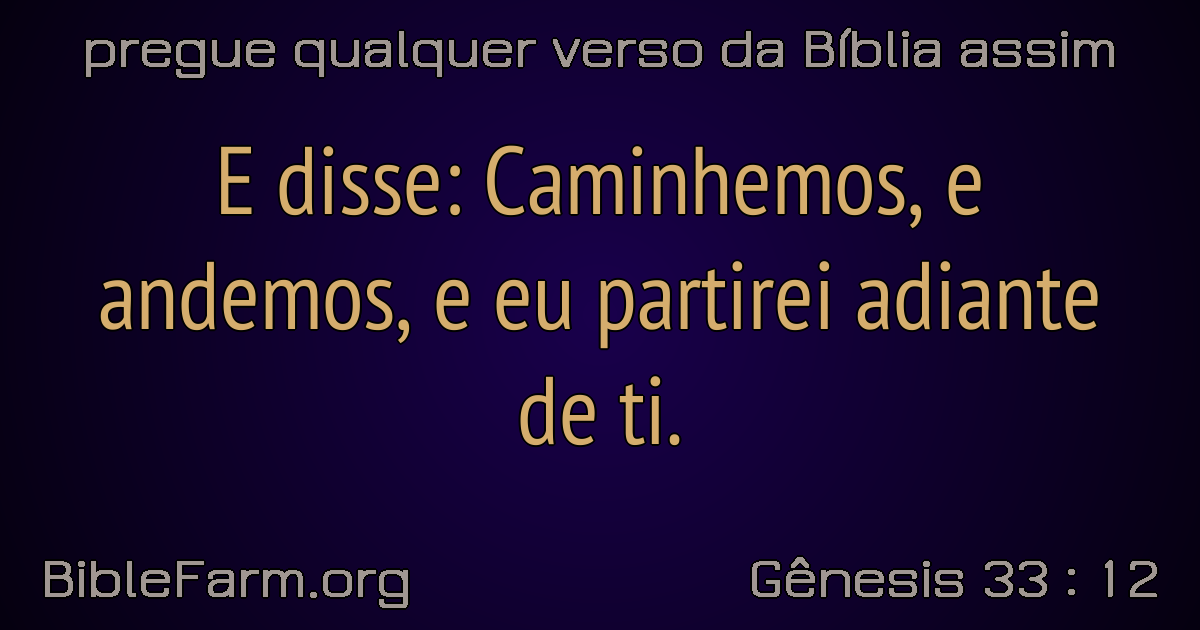 pregue qualquer verso da Bíblia assim
E disse: Caminhemos, e
andemos, e eu partirei adiante
de ti.
BibleFarm.org
Gênesis 33 : 12